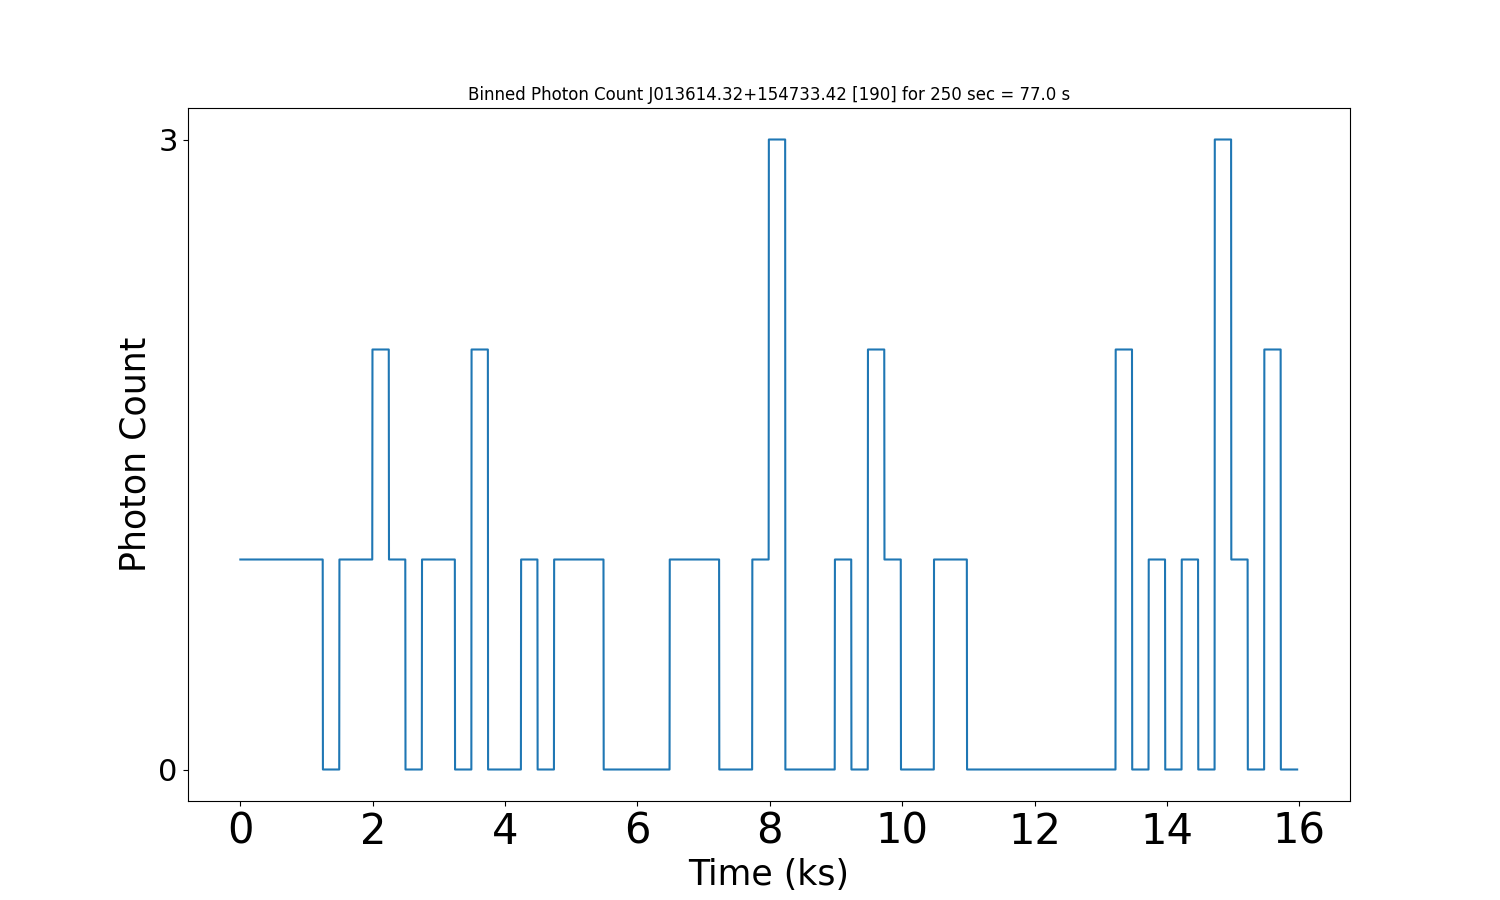 Binned Photon Count J013614.32+154733.42 [190] for 250 sec = 77.0 s
3
Photon Count
0
0 2 4 6 8 10 12 14 16
Time (ks)